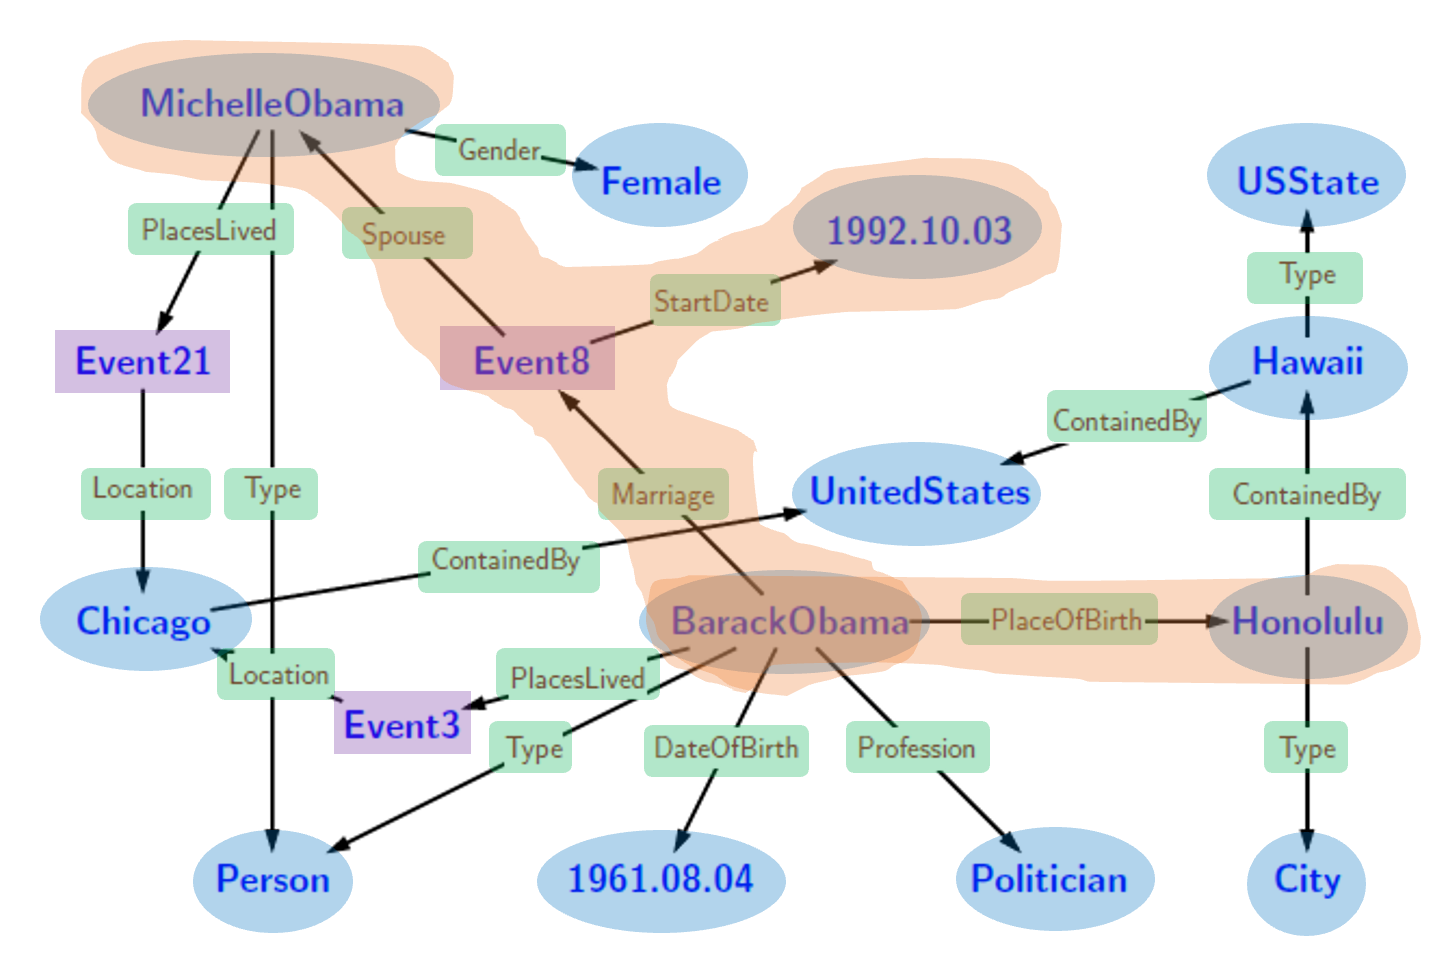 MichelleObama
Gender
Female
USState
PlacesLived
Spouse
1992.10.03
Type
StartDate
Event21
Event8
Hawaii
ContainedBy
Location
Type
Marriage
UnitedStates
ContainedBy
ContainedBy
Chicago
BarackObama
PlaceOfBirth
Honolulu
Location
PlacesLived
Event3
Type
DateOfBirth
Profession
Type
Person
1961.08.04
Politician
City